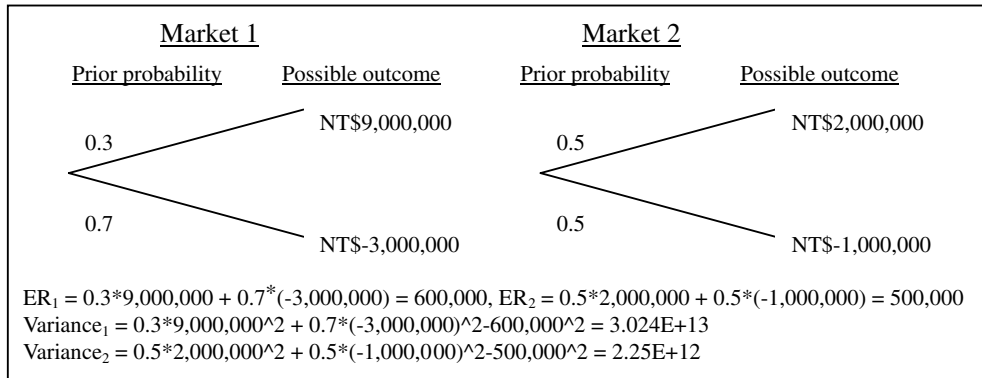 Market 1 Market 2
Prior probability Possible outcome Prior probability Possible outcome
NT$9,000,000 NT$2,000,000
0.3 0.5
0.7 0.5
NT$-3,000,000 NT$-1,000,000
ER₁ = 0.3*9,000,000 + 0.7*(-3,000,000) = 600,000, ER₂ = 0.5*2,000,000 + 0.5*(-1,000,000) = 500,000
Variance₁ = 0.3*9,000,000^2 + 0.7*(-3,000,000)^2-600,000^2 = 3.024E+13
Variance₂ = 0.5*2,000,000^2 + 0.5*(-1,000,000)^2-500,000^2 = 2.25E+12